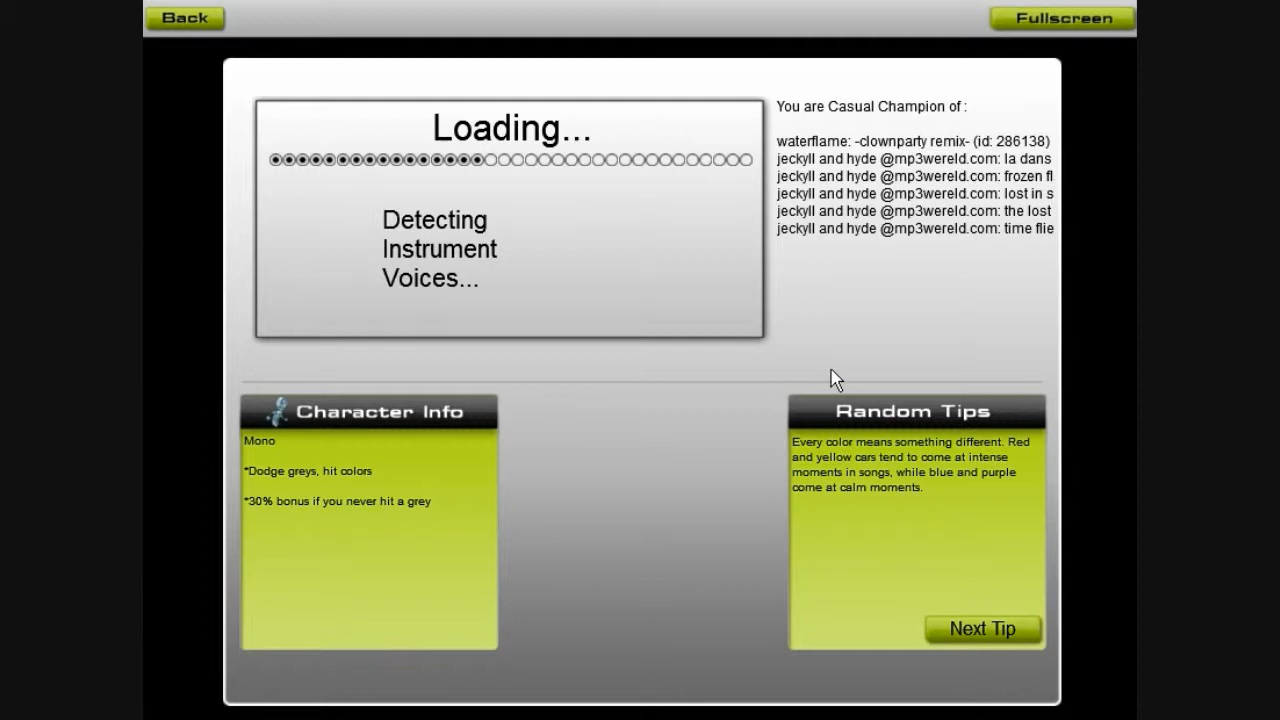 Back
Fullscreen
Loading...
Detecting
Instrument
Voices...
You are Casual Champion of :
waterflame: -clownparty remix- (id: 286138)
jeckyll and hyde @mp3wereld.com: la dans
jeckyll and hyde @mp3wereld.com: frozen fl
jeckyll and hyde @mp3wereld.com: lost in s
jeckyll and hyde @mp3wereld.com: the lost
jeckyll and hyde @mp3wereld.com: time flie
Character Info
Mono
*Dodge greys, hit colors
*30% bonus if you never hit a grey
Random Tips
Every color means something different. Red
and yellow cars tend to come at intense
moments in songs, while blue and purple
come at calm moments.
Next Tip